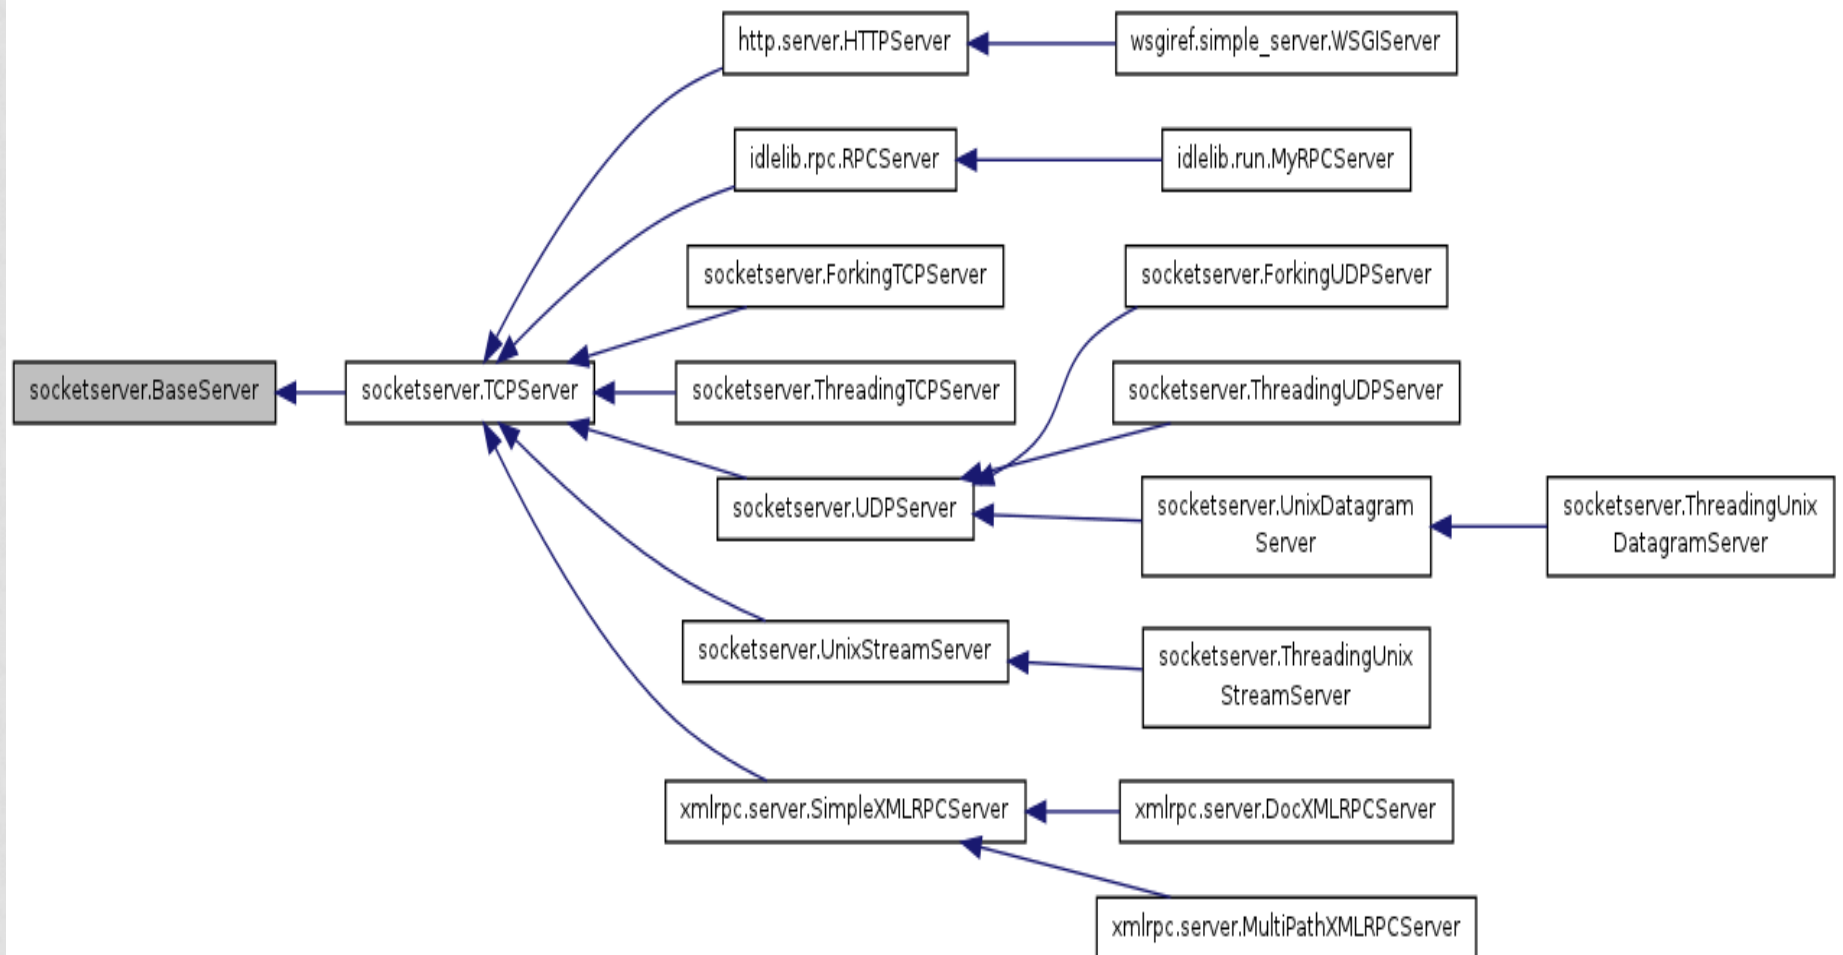 http.server.HTTPServer
wsgiref.simple_server.WSGIServer
idlelib.rpc.RPCServer
idlelib.run.MyRPCServer
socketserver.ForkingTCPServer
socketserver.ForkingUDPServer
socketserver.BaseServer
socketserver.TCPServer
socketserver.ThreadingTCPServer
socketserver.ThreadingUDPServer
socketserver.UDPServer
socketserver.UnixDatagram
Server
socketserver.ThreadingUnix
DatagramServer
socketserver.UnixStreamServer
socketserver.ThreadingUnix
StreamServer
xmlrpc.server.SimpleXMLRPCServer
xmlrpc.server.DocXMLRPCServer
xmlrpc.server.MultiPathXMLRPCServer